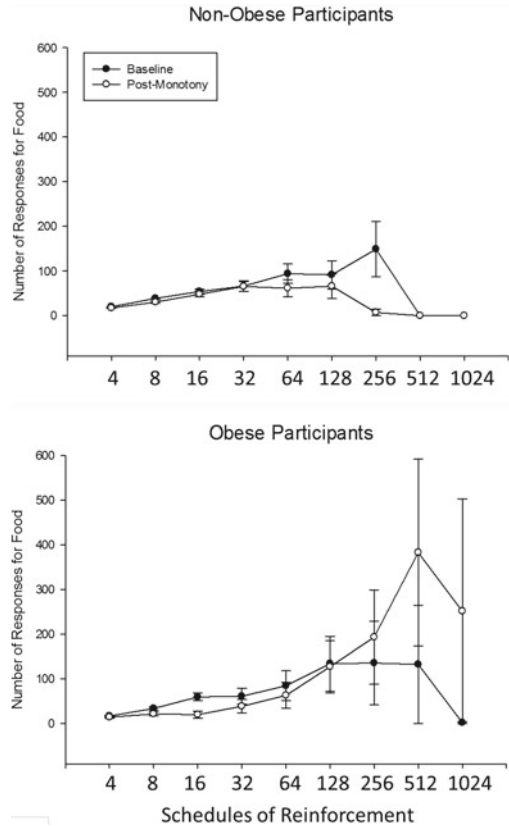 Non-Obese Participants
600
500
400
300
200
100
0
Number of Responses for Food
Baseline
Post-Monotony
4 8 16 32 64 128 256 512 1024
Obese Participants
600
500
400
300
200
100
0
Number of Responses for Food
4 8 16 32 64 128 256 512 1024
Schedules of Reinforcement